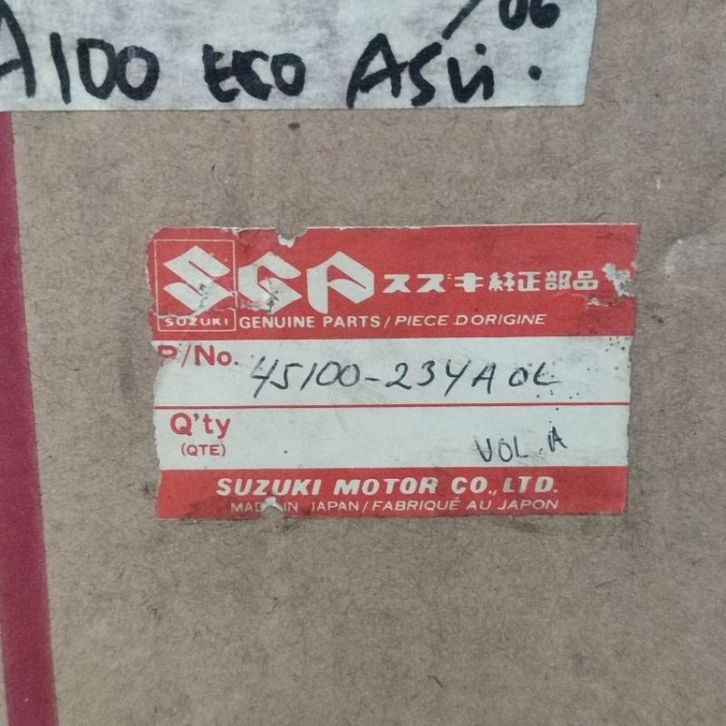 /06
A100 ECO ASLi.
SGP スズキ純正部品
SUZUKI GENUINE PARTS/PIECE D'ORIGINE
P/No. 45100-234A0L
Q'ty
(QTE) VOL.A
SUZUKI MOTOR CO.,LTD.
MADE IN JAPAN/FABRIQUÉ AU JAPON